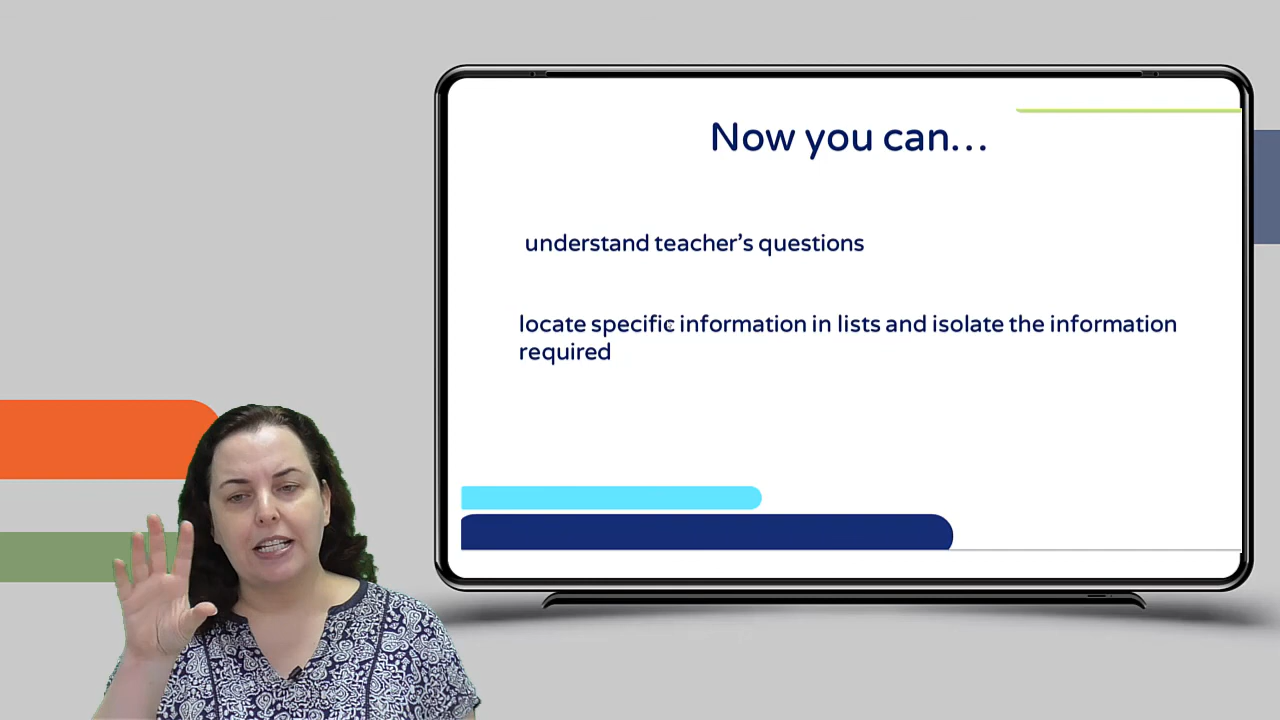 Now you can…
understand teacher’s questions
locate specific information in lists and isolate the information
required